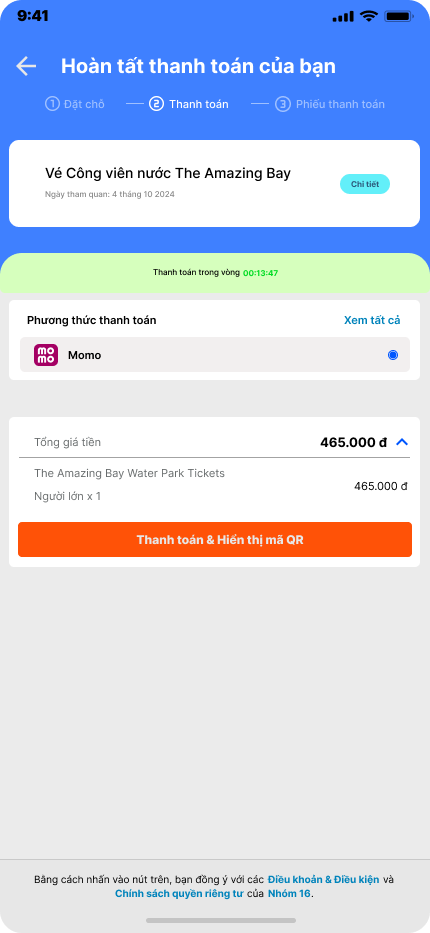 9:41
Hoàn tất thanh toán của bạn
1 Đặt chỗ 2 Thanh toán 3 Phiếu thanh toán
Vé Công viên nước The Amazing Bay
Ngày tham quan: 4 tháng 10 2024
Chi tiết
Thanh toán trong vòng 00:13:47
Phương thức thanh toán Xem tất cả
mo mo Momo
Tổng giá tiền 465.000 đ
The Amazing Bay Water Park Tickets
465.000 đ
Người lớn x 1
Thanh toán & Hiển thị mã QR
Bằng cách nhấn vào nút trên, bạn đồng ý với các Điều khoản & Điều kiện và
Chính sách quyền riêng tư của Nhóm 16.